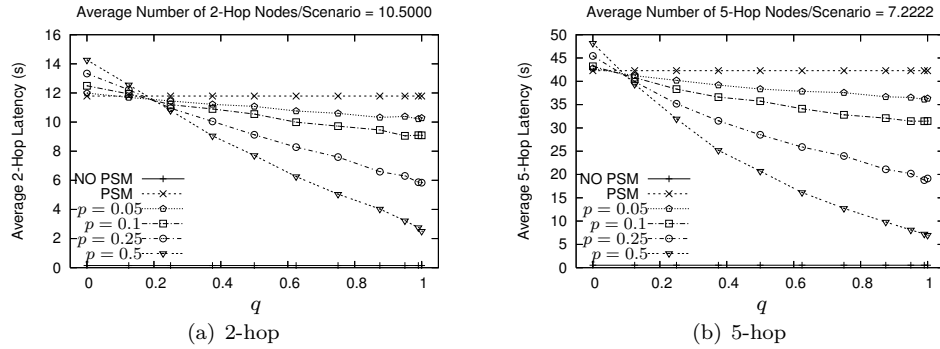 Average Number of 2-Hop Nodes/Scenario = 10.5000
Average 2-Hop Latency (s)
16
14
12
10
8
6
4
2
0
NO PSM
PSM
p = 0.05
p = 0.1
p = 0.25
p = 0.5
0 0.2 0.4 0.6 0.8 1
q
(a) 2-hop
Average Number of 5-Hop Nodes/Scenario = 7.2222
Average 5-Hop Latency (s)
50
45
40
35
30
25
20
15
10
5
0
NO PSM
PSM
p = 0.05
p = 0.1
p = 0.25
p = 0.5
0 0.2 0.4 0.6 0.8 1
q
(b) 5-hop